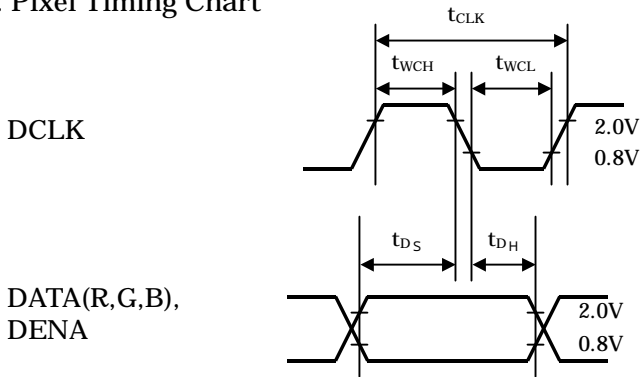 . Pixel Timing Chart
tCLK
tWCH
tWCL
DCLK
2.0V
0.8V
tDS
tDH
DATA(R,G,B),
DENA
2.0V
0.8V